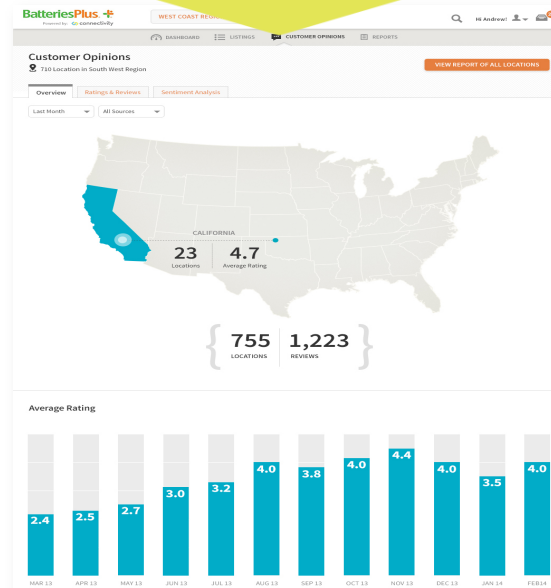 BatteriesPlus
Powered by connectivity
WEST COAST REG
Hi Andrew!
DASHBOARD
LISTINGS
CUSTOMER OPINIONS
REPORTS
Customer Opinions
710 Location in South West Region
VIEW REPORT OF ALL LOCATIONS
Overview
Ratings & Reviews
Sentiment Analysis
Last Month
All Sources
CALIFORNIA
23 4.7
Locations Average Rating
755 1,223
LOCATIONS REVIEWS
Average Rating
2.4 2.5 2.7 3.0 3.2 4.0 3.8 4.0 4.4 4.0 3.5 4.0
MAR 13 APR 13 MAY 13 JUN 13 JUL 13 AUG 13 SEP 13 OCT 13 NOV 13 DEC 13 JAN 14 FEB14